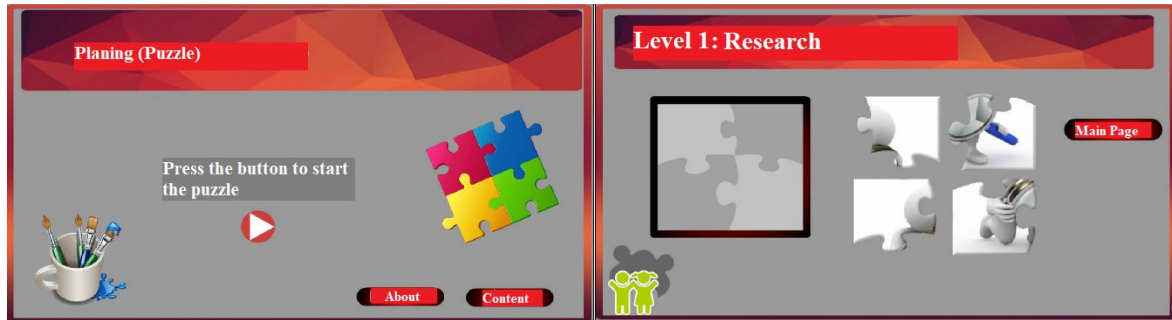 Planing (Puzzle)
Press the button to start
the puzzle
About
Content
Level 1: Research
Main Page